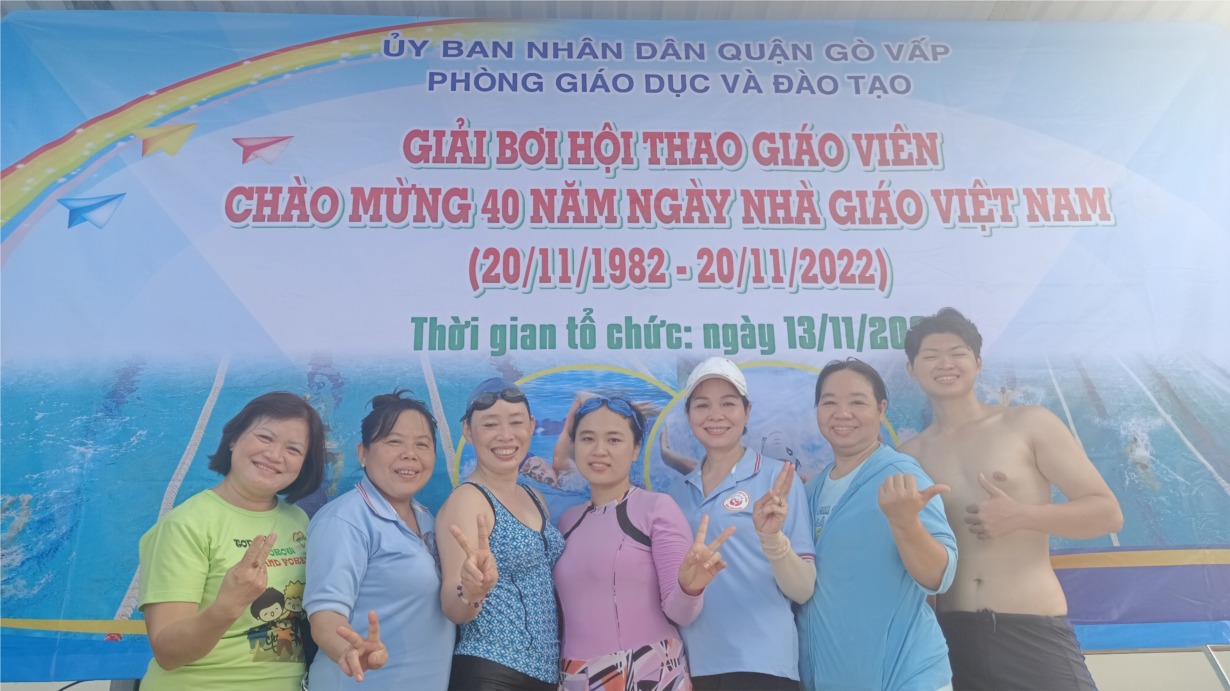 ỦY BAN NHÂN DÂN QUẬN GÒ VẤP
PHÒNG GIÁO DỤC VÀ ĐÀO TẠO
GIẢI BƠI HỘI THAO GIÁO VIÊN
CHÀO MỪNG 40 NĂM NGÀY NHÀ GIÁO VIỆT NAM
(20/11/1982 - 20/11/2022)
Thời gian tổ chức: ngày 13/11/20